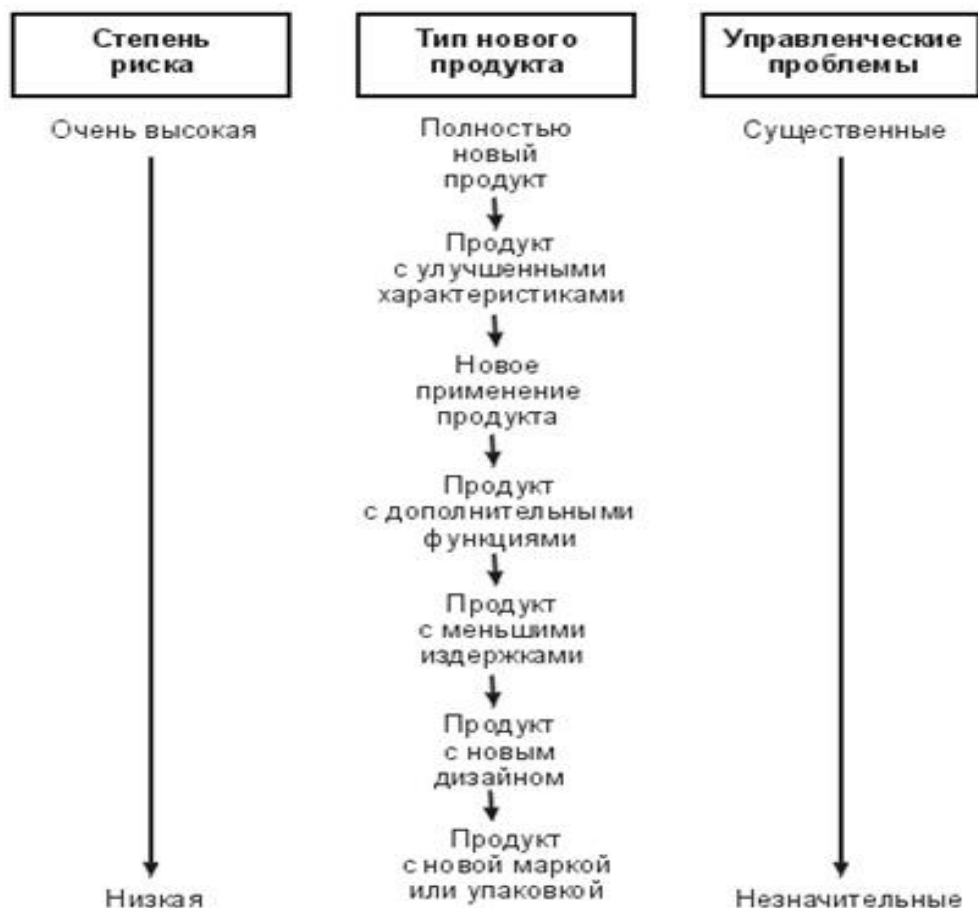 Степень
риска
Тип нового
продукта
Управленческие
проблемы
Очень высокая
Полностью
новый
продукт
Существенные
Продукт
с улучшенными
характеристиками
Новое
применение
продукта
Продукт
с дополнительными
функциями
Продукт
с меньшими
издержками
Продукт
с новым
дизайном
Продукт
с новой маркой
или упаковкой
Низкая
Незначительные